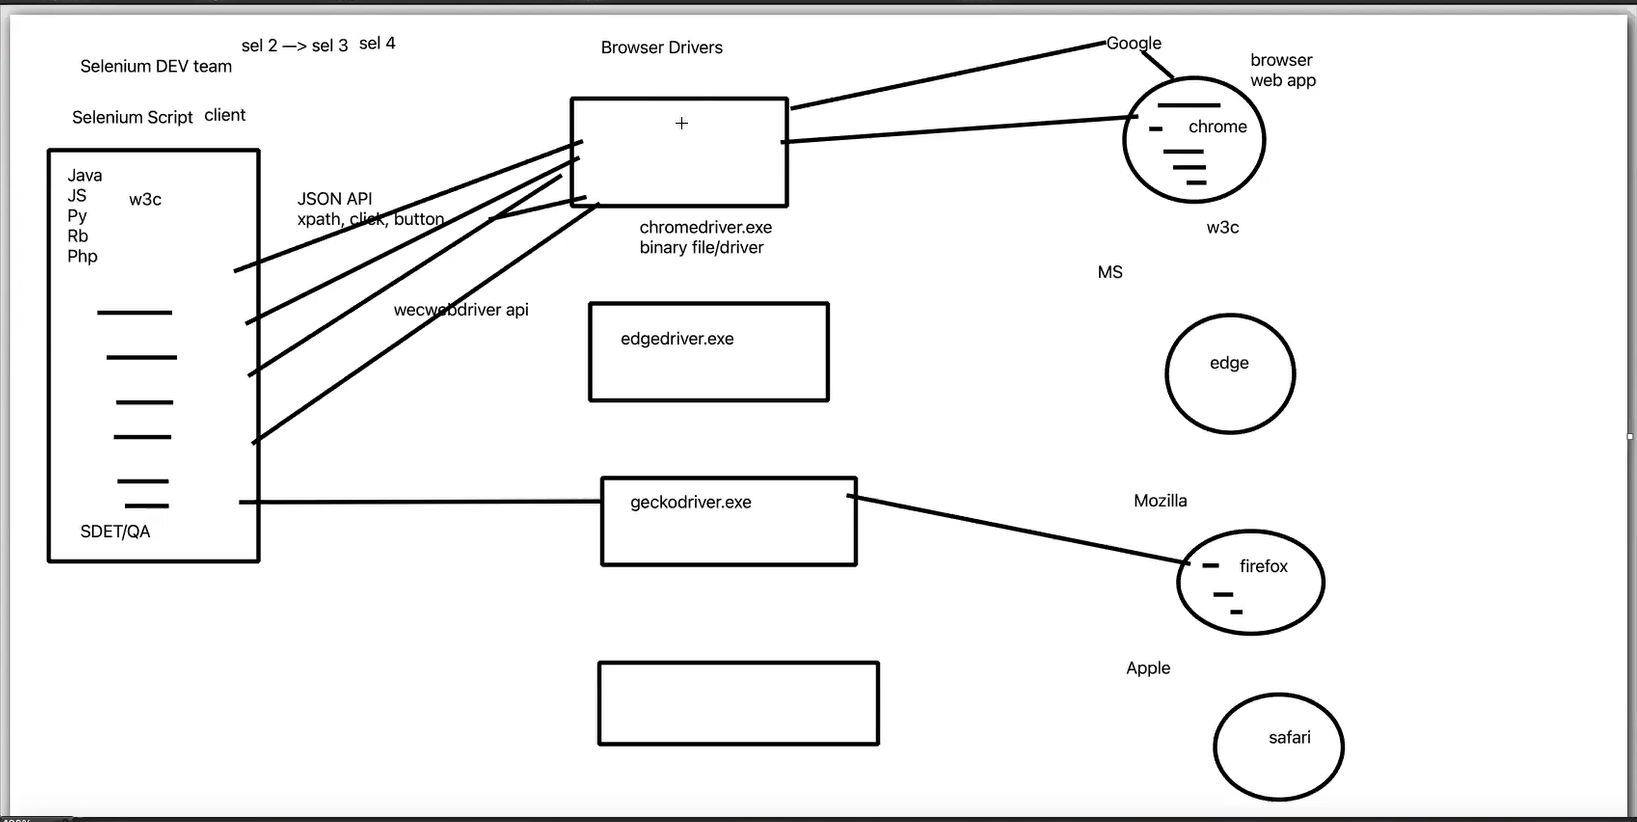 sel 2 —> sel 3 sel 4
Selenium DEV team
Selenium Script client
Java
JS
Py
Rb
Php
w3c
SDET/QA
JSON API
xpath, click, button
wecwebdriver api
Browser Drivers
chromedriver.exe
binary file/driver
edgedriver.exe
geckodriver.exe
Google
browser
web app
chrome
w3c
MS
edge
Mozilla
firefox
Apple
safari